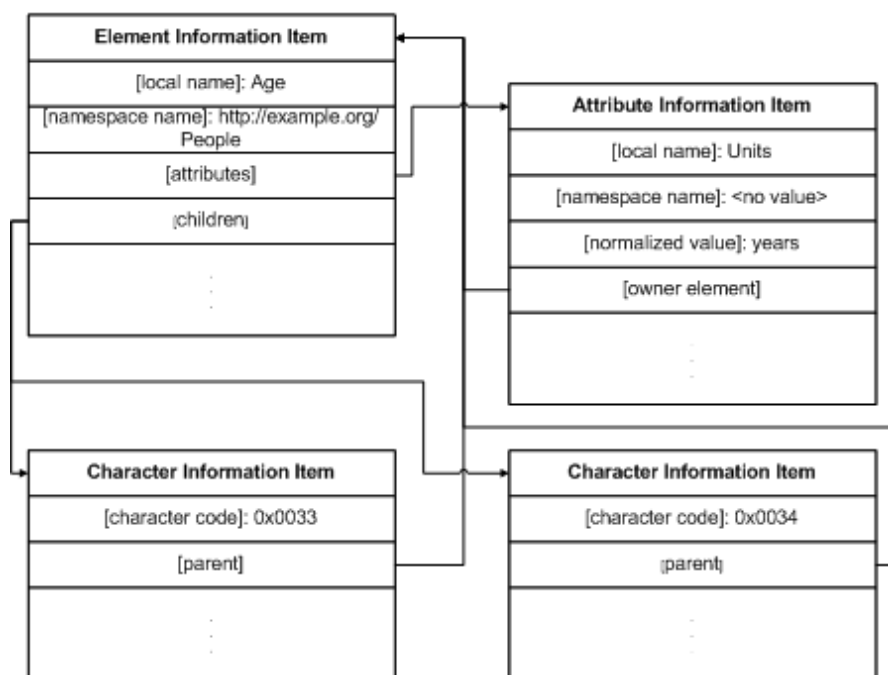 Element Information Item
[local name]: Age
[namespace name]: http://example.org/
People
[attributes]
[children]
Attribute Information Item
[local name]: Units
[namespace name]: <no value>
[normalized value]: years
[owner element]
Character Information Item
[character code]: 0x0033
[parent]
Character Information Item
[character code]: 0x0034
[parent]